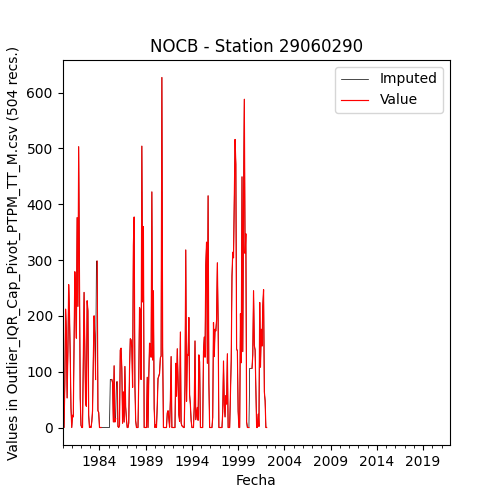 NOCB - Station 29060290
Values in Outlier_IQR_Cap_Pivot_PTPM_TT_M.csv (504 recs.)
Imputed
Value
600
500
400
300
200
100
0
1984 1989 1994 1999 2004 2009 2014 2019
Fecha